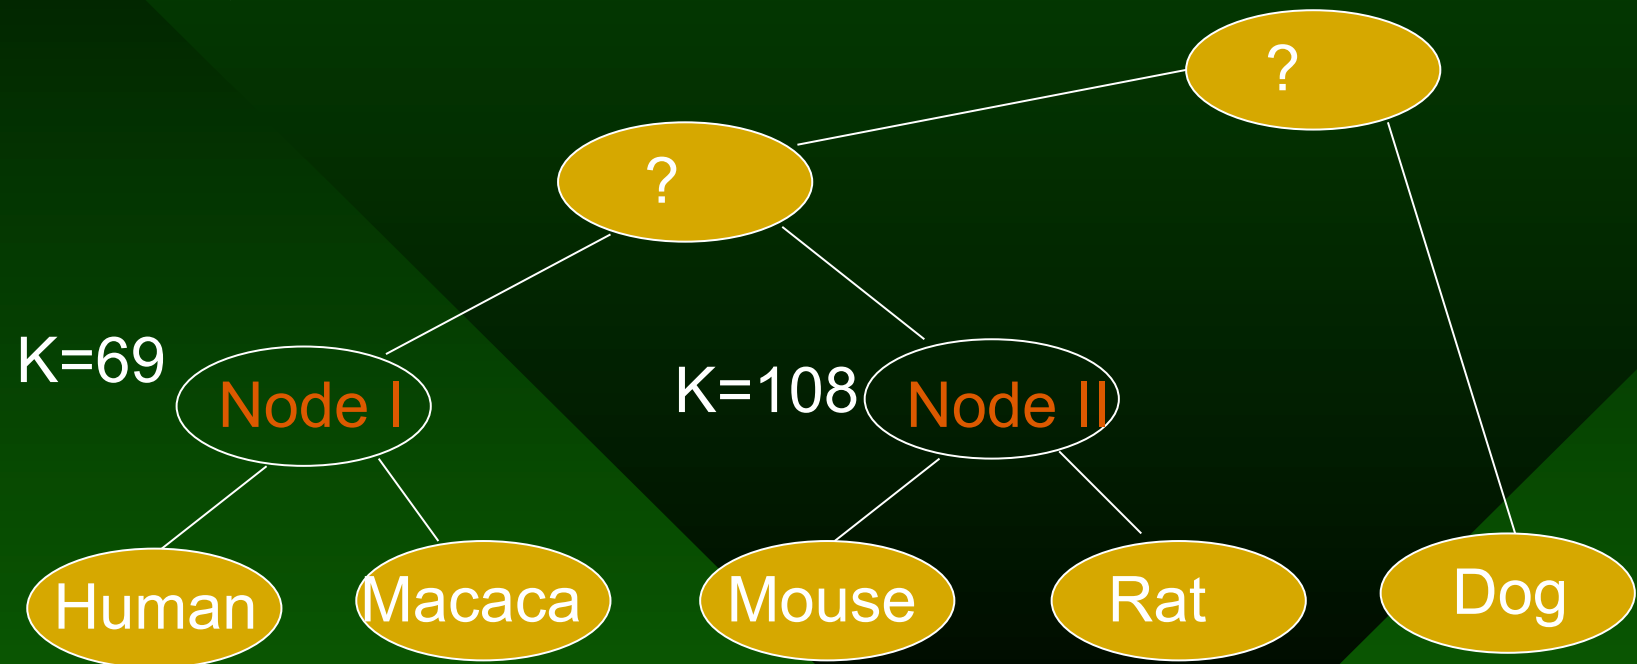 ?
?
K=69
Node I
K=108
Node II
Human
Macaca
Mouse
Rat
Dog